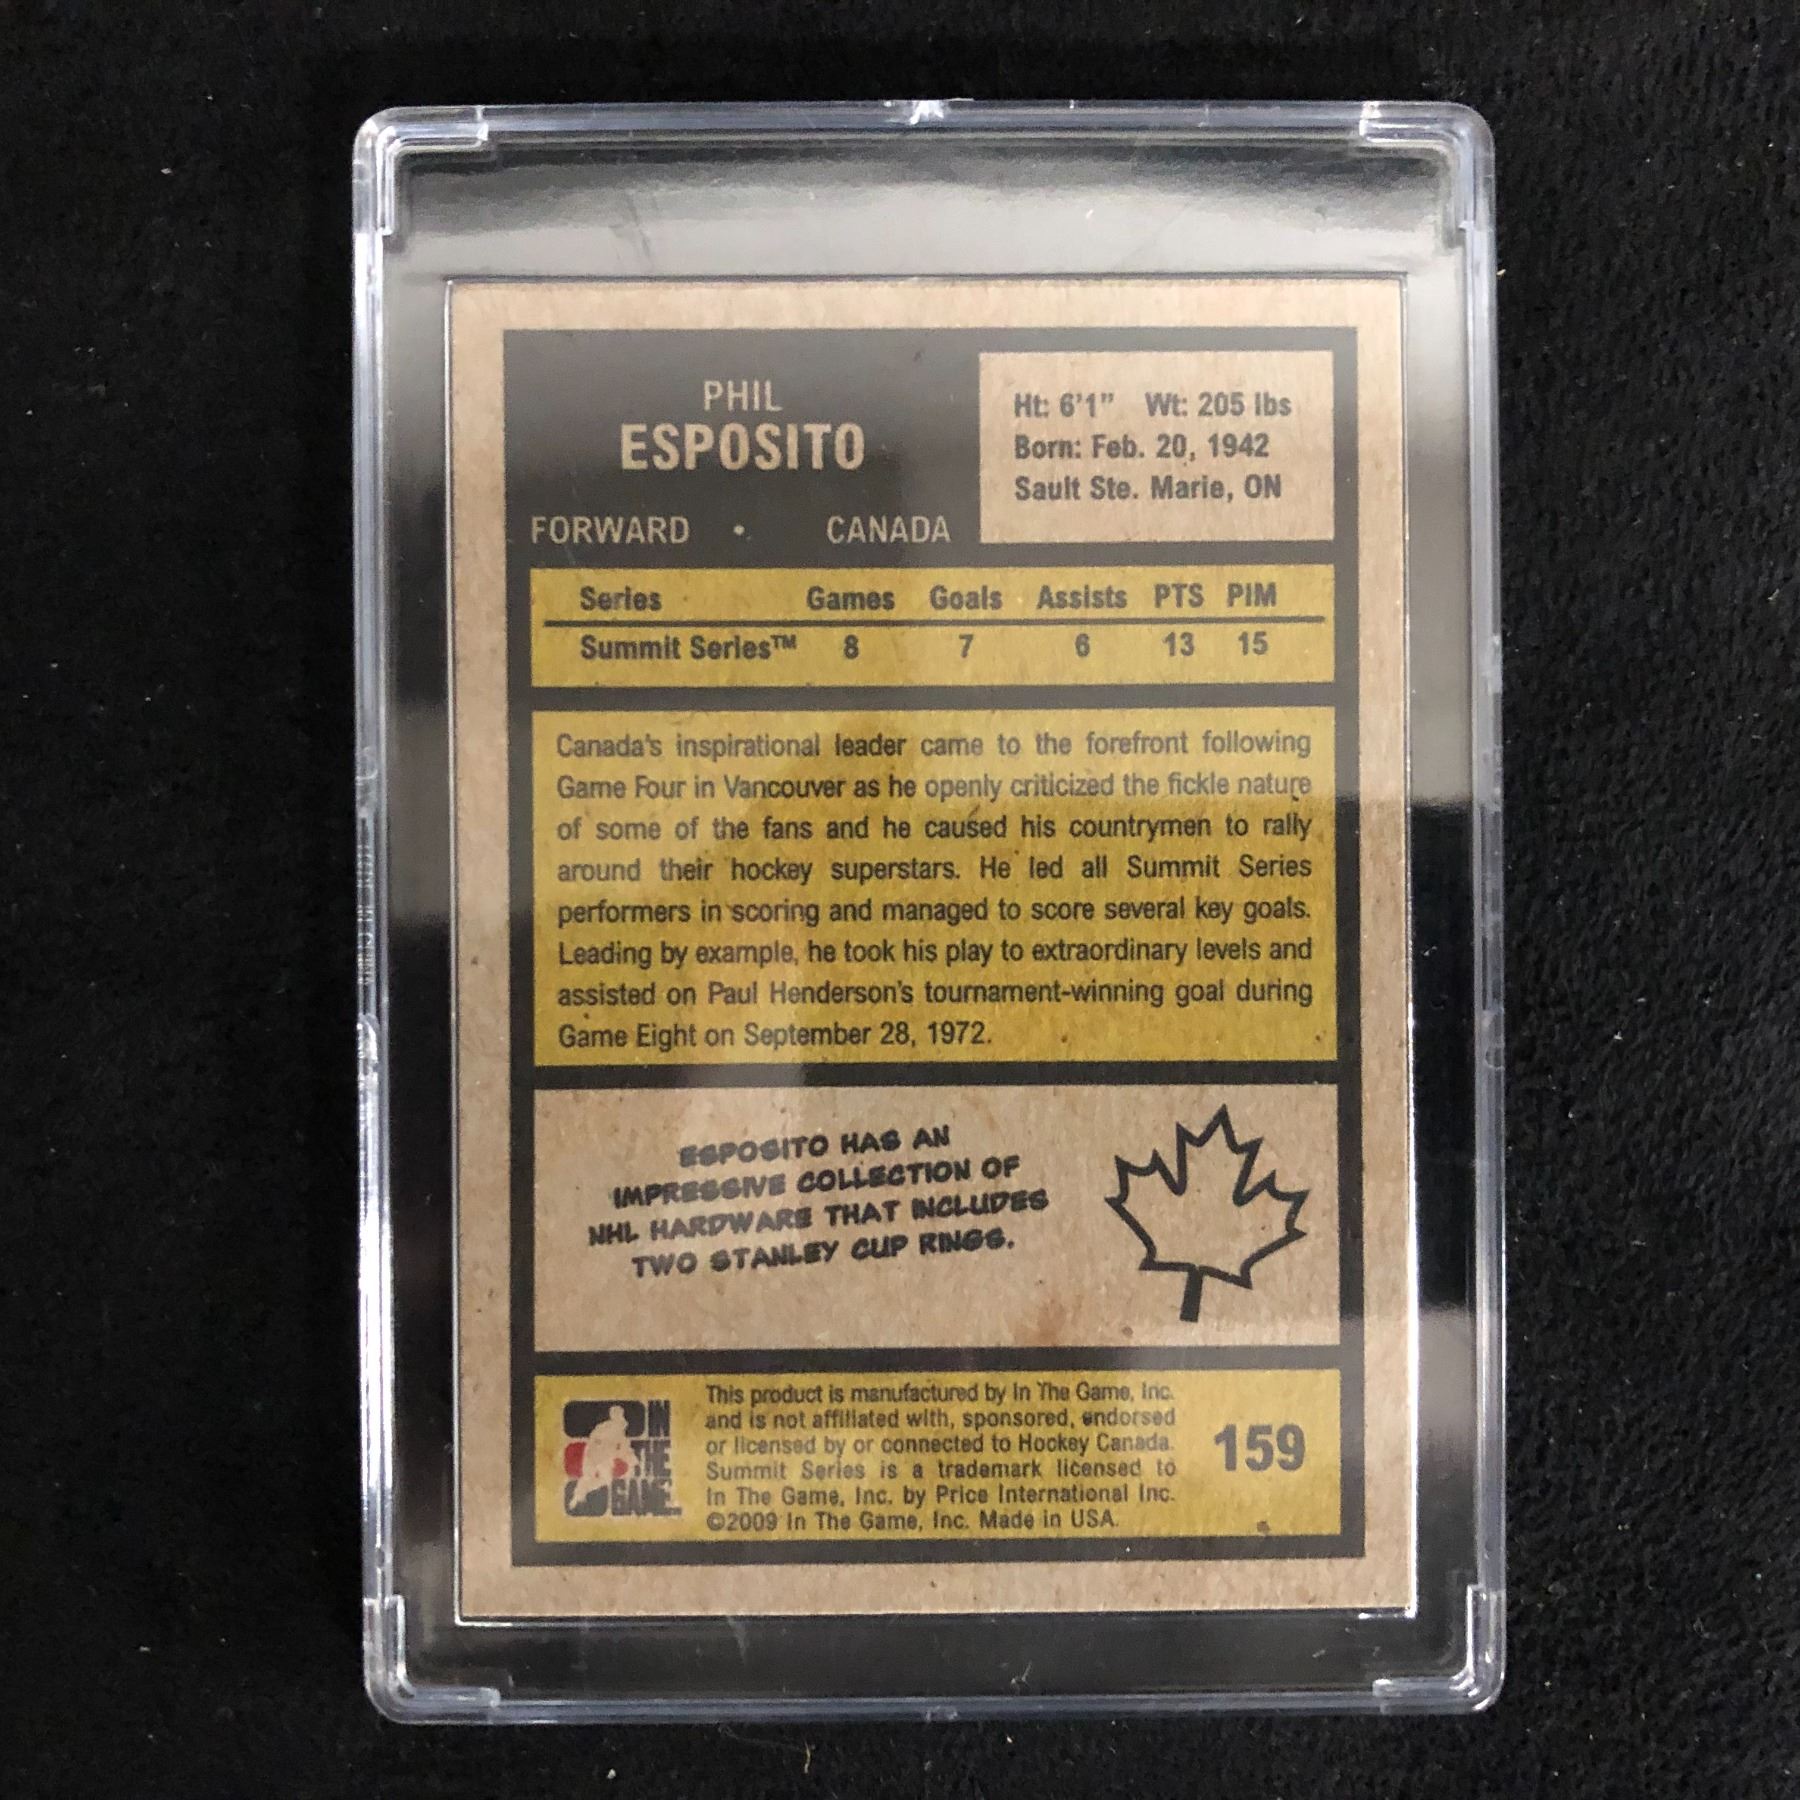 PHIL
ESPOSITO
FORWARD • CANADA
Ht: 6'1" Wt: 205 lbs
Born: Feb. 20, 1942
Sault Ste. Marie, ON
Series Games Goals Assists PTS PIM
Summit Series™ 8 7 6 13 15
Canada's inspirational leader came to the forefront following
Game Four in Vancouver as he openly criticized the fickle nature
of some of the fans and he caused his countrymen to rally
around their hockey superstars. He led all Summit Series
performers in scoring and managed to score several key goals.
Leading by example, he took his play to extraordinary levels and
assisted on Paul Henderson's tournament-winning goal during
Game Eight on September 28, 1972.
ESPOSITO HAS AN
IMPRESSIVE COLLECTION OF
NHL HARDWARE THAT INCLUDES
TWO STANLEY CUP RINGS.
IN
THE
GAME
This product is manufactured by In The Game, Inc.
and is not affiliated with, sponsored, endorsed
or licensed by or connected to Hockey Canada.
Summit Series is a trademark licensed to
In The Game, Inc. by Price International Inc.
©2009 In The Game, Inc. Made in USA.
159